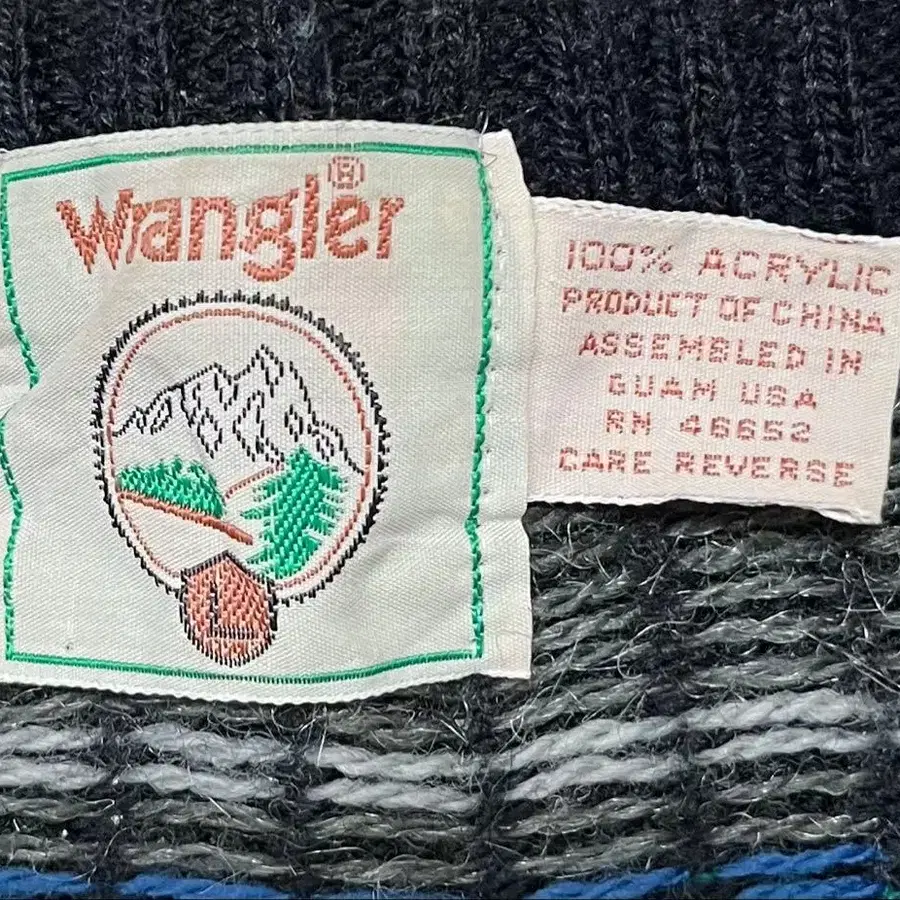 Wrangler®
L
100% ACRYLIC
PRODUCT OF CHINA
ASSEMBLED IN
GUAM USA
RN 46652
CARE REVERSE